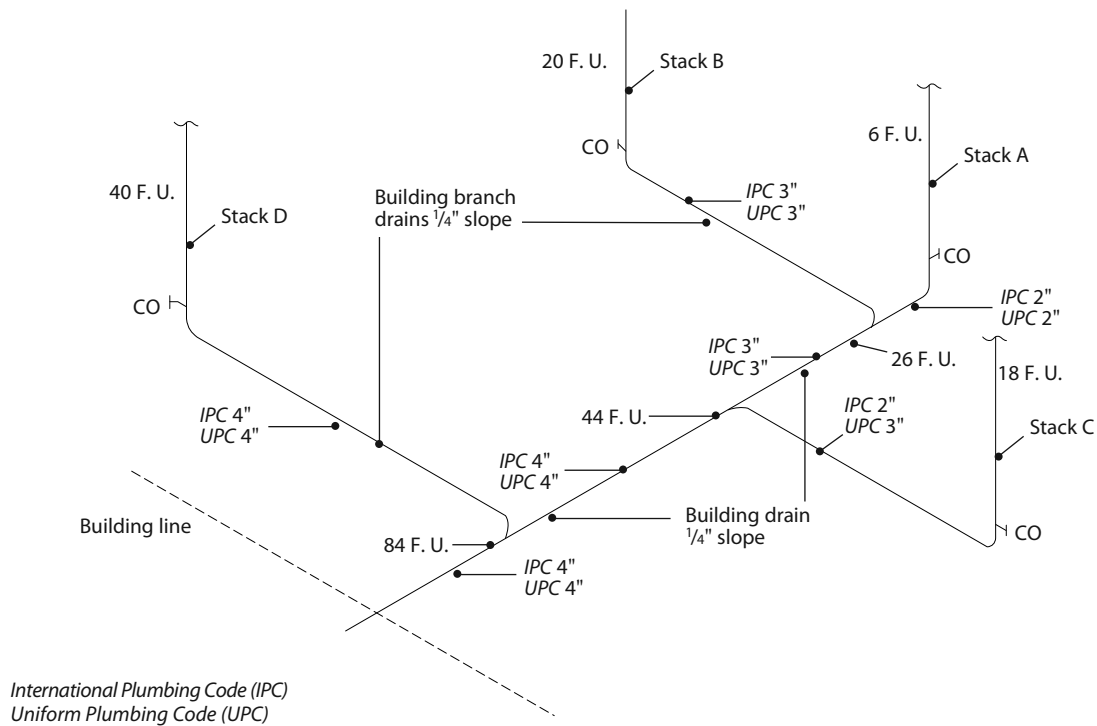 20 F. U.
Stack B
6 F. U.
CO
Stack A
40 F. U.
Building branch
drains 1/4" slope
IPC 3"
UPC 3"
Stack D
CO
CO
IPC 2"
UPC 2"
IPC 3"
UPC 3"
26 F. U.
18 F. U.
IPC 4"
UPC 4"
44 F. U.
IPC 2"
UPC 3"
Stack C
IPC 4"
UPC 4"
Building line
Building drain
1/4" slope
CO
84 F. U.
IPC 4"
UPC 4"
International Plumbing Code (IPC)
Uniform Plumbing Code (UPC)